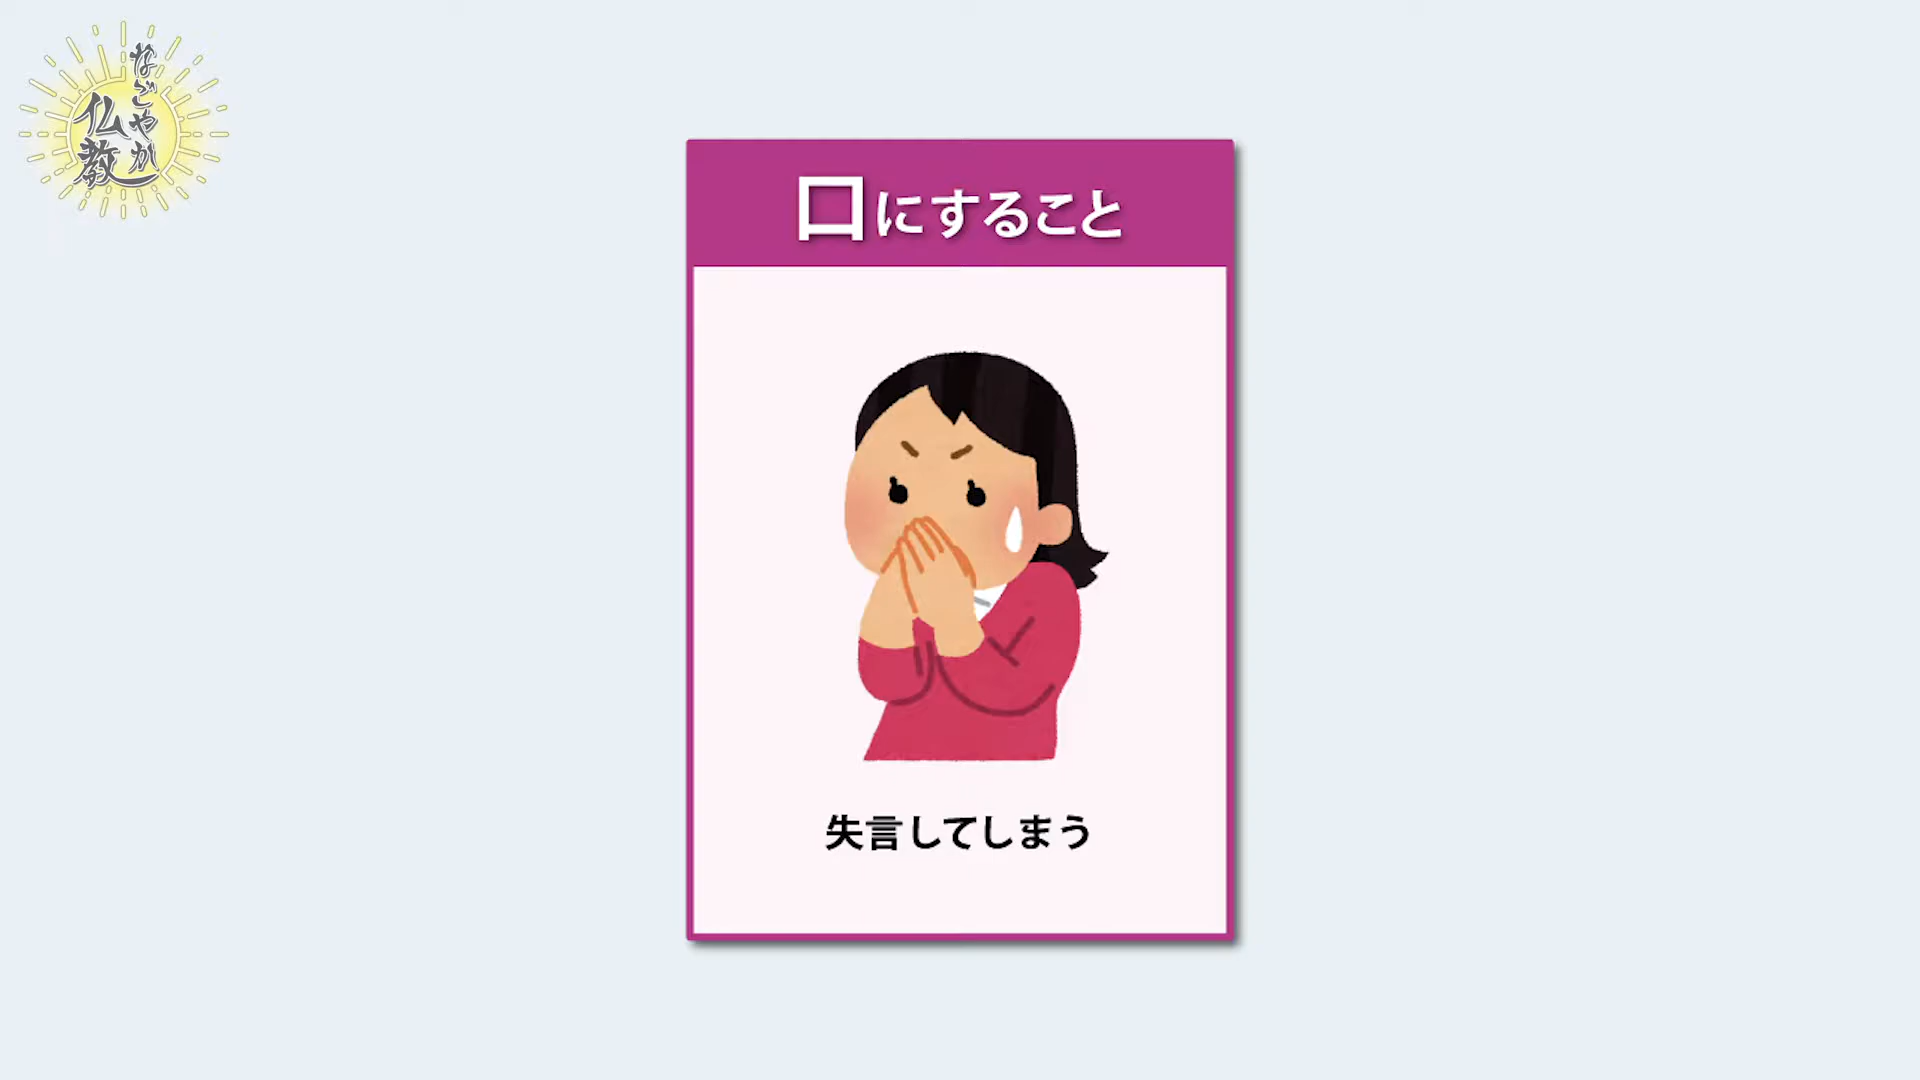 なごやか
仏教
口にすること
失言してしまう